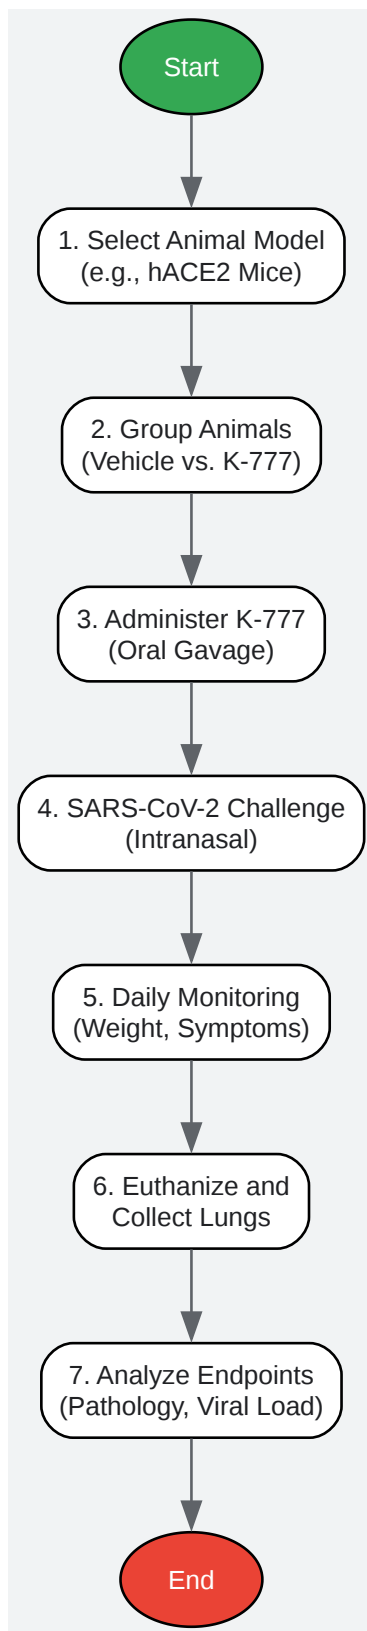 Start
1. Select Animal Model
(e.g., hACE2 Mice)
2. Group Animals
(Vehicle vs. K-777)
3. Administer K-777
(Oral Gavage)
4. SARS-CoV-2 Challenge
(Intranasal)
5. Daily Monitoring
(Weight, Symptoms)
6. Euthanize and
Collect Lungs
7. Analyze Endpoints
(Pathology, Viral Load)
End